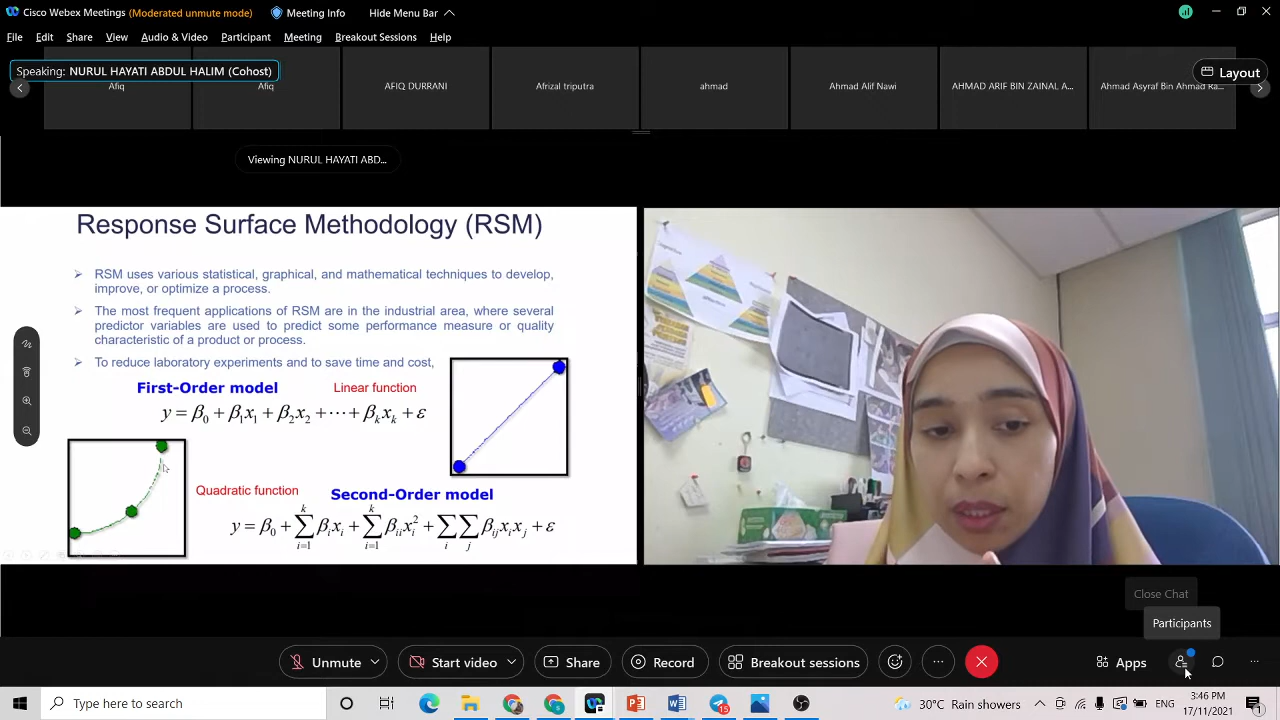 Cisco Webex Meetings (Moderated unmute mode) Meeting Info Hide Menu Bar
File Edit Share View Audio & Video Participant Meeting Breakout Sessions Help
Speaking: NURUL HAYATI ABDUL HALIM (Cohost)
Layout
Afiq Afiq AFIQ DURRANI Afrizal triputra ahmad Ahmad Alif Nawi AHMAD ARIF BIN ZAINAL A... Ahmad Asyraf Bin Ahmad Ra...
Viewing NURUL HAYATI ABD...
Response Surface Methodology (RSM)
RSM uses various statistical, graphical, and mathematical techniques to develop,
improve, or optimize a process.
The most frequent applications of RSM are in the industrial area, where several
predictor variables are used to predict some performance measure or quality
characteristic of a product or process.
To reduce laboratory experiments and to save time and cost,
First-Order model Linear function
y = β₀ + β₁x₁ + β₂x₂ + ⋯ + βₖxₖ + ε
Quadratic function Second-Order model
y = β₀ + ∑ᵢ₌₁ᵏ βᵢxᵢ + ∑ᵢ₌₁ᵏ βᵢᵢxᵢ² + ∑ᵢ ∑ⱼ βᵢⱼxᵢxⱼ + ε
Close Chat
Participants
Unmute Start video Share Record Breakout sessions Apps
Type here to search
15
30°C Rain showers
ENG
3:46 PM
17/11/2021
1